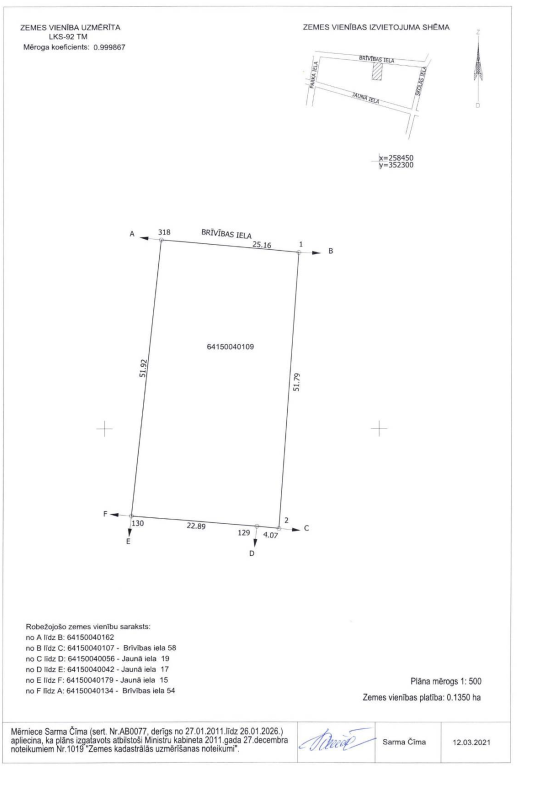 ZEMES VIENĪBA UZMĒRĪTA
LKS-92 TM
Mēroga koeficients: 0.999867
ZEMES VIENĪBAS IZVIETOJUMA SHĒMA
Z
BRĪVĪBAS IELA
PARKA IELA
SKOLAS IELA
JAUNĀ IELA
D
x=258450
y=352300
A
318
BRĪVĪBAS IELA
25.16
1
B
64150040109
51.92
51.79
F
130
22.89
129
4.07
2
C
E
D
Robežojošo zemes vienību saraksts:
no A līdz B: 64150040162
no B līdz C: 64150040107 - Brīvības iela 58
no C līdz D: 64150040056 - Jaunā iela 19
no D līdz E: 64150040042 - Jaunā iela 17
no E līdz F: 64150040179 - Jaunā iela 15
no F līdz A: 64150040134 - Brīvības iela 54
Plāna mērogs 1: 500
Zemes vienības platība: 0.1350 ha
Mērniece Sarma Čīma (sert. Nr.AB0077, derīgs no 27.01.2011.līdz 26.01.2026.)
apliecina, ka plāns izgatavots atbilstoši Ministru kabineta 2011.gada 27.decembra
noteikumiem Nr.1019 "Zemes kadastrālās uzmērīšanas noteikumi".
Sarma Čīma
12.03.2021